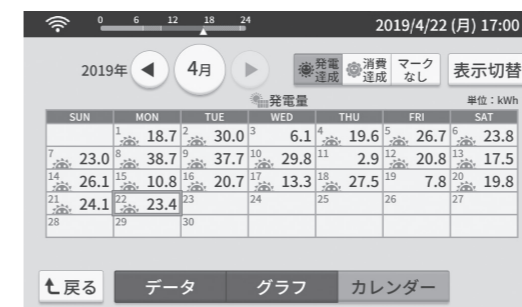 0 6 12 18 24
2019/4/22 (月) 17:00
2019年 ◀ 4月 ▶ 発電達成 消費達成 マークなし 表示切替
発電量 単位：kWh
SUN MON TUE WED THU FRI SAT
1 18.7 2 30.0 3 6.1 4 19.6 5 26.7 6 23.8
7 23.0 8 38.7 9 37.7 10 29.8 11 2.9 12 20.8 13 17.5
14 26.1 15 10.8 16 20.7 17 13.3 18 27.5 19 7.8 20 19.8
21 24.1 22 23.4 23 24 25 26 27
28 29 30
戻る データ グラフ カレンダー